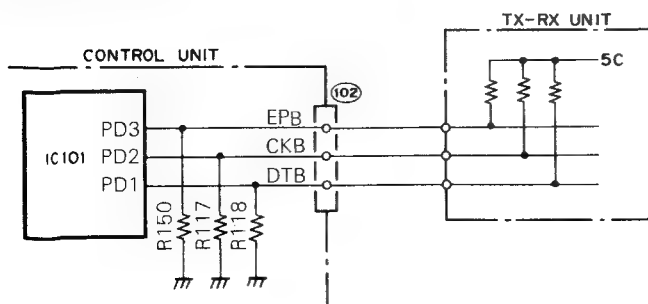 TX-RX UNIT
CONTROL UNIT
5C
102
PD3
EPB
IC101
PD2
CKB
PD1
DTB
R150
R117
R118